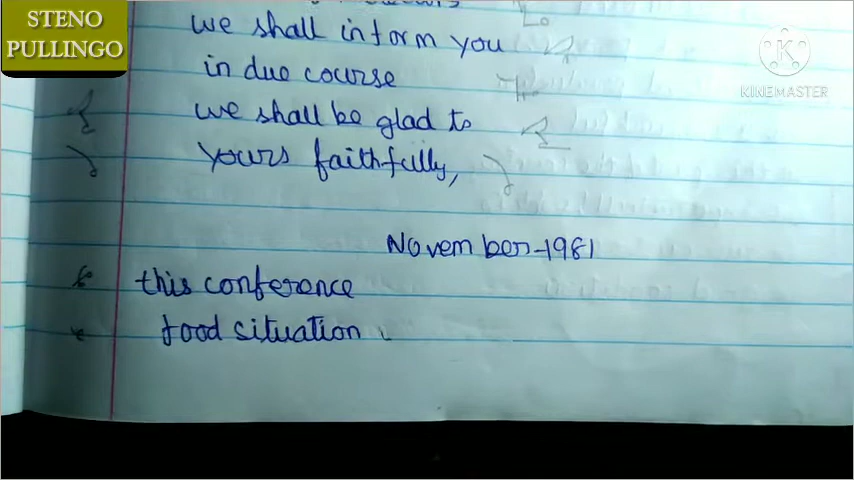 STENO
PULLINGO
we shall inform you
in due course
we shall be glad to
yours faithfully,
November-1981
this conference
food situation
KINEMASTER